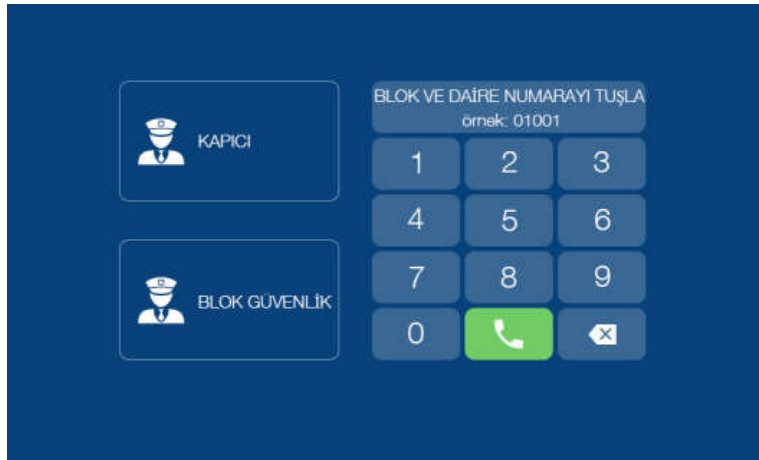 KAPICI
BLOK GÜVENLİK
BLOK VE DAİRE NUMARAYI TUŞLA
örnek: 01001
1 2 3
4 5 6
7 8 9
0